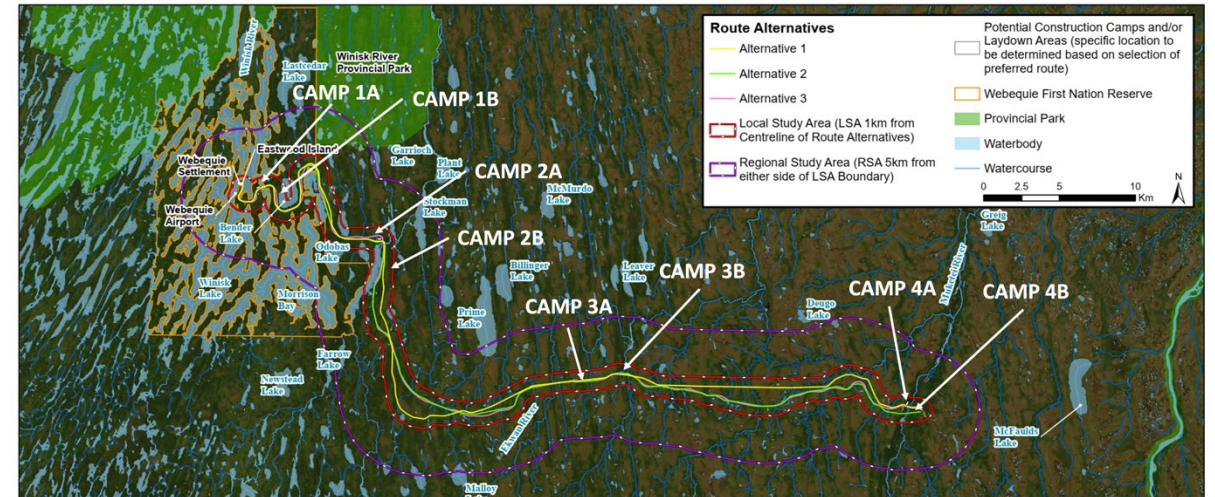 Route Alternatives
Alternative 1
Alternative 2
Alternative 3
Local Study Area (LSA 1km from
Centreline of Route Alternatives)
Regional Study Area (RSA 5km from
either side of LSA Boundary)
Potential Construction Camps and/or
Laydown Areas (specific location to
be determined based on selection of
preferred route)
Webequie First Nation Reserve
Provincial Park
Waterbody
Watercourse
0 2.5 5 10
Km
N
Winisk River
Lastcedar
Lake
Winisk River
Provincial Park
CAMP 1A
CAMP 1B
Eastwood Island
Webequie
Settlement
Webequie
Airport
Bender
Lake
Garrioch
Lake
Plant
Lake
CAMP 2A
Stockman
Lake
McMurdo
Lake
CAMP 2B
Odobas
Lake
Winisk
Lake
Morrison
Bay
Billinger
Lake
Leaver
Lake
CAMP 3A
CAMP 3B
Prime
Lake
Deugo
Lake
Greig
Lake
Muketei River
CAMP 4A
CAMP 4B
Farrow
Lake
Newstead
Lake
Ekwan River
McFaulds
Lake
Malloy